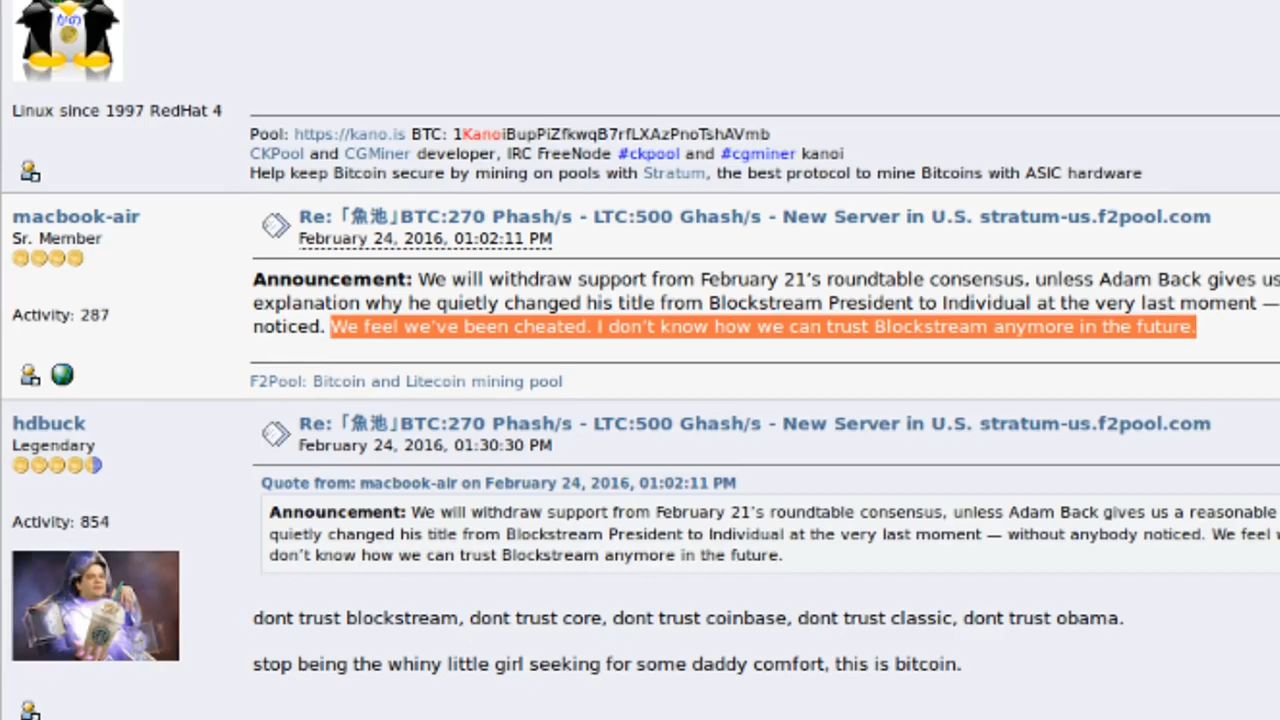 かの
Linux since 1997 RedHat 4
Pool: https://kano.is BTC: 1KanoiBupPiZfkwqB7rfLXAzPnoTshAVmb
CKPool and CGMiner developer, IRC FreeNode #ckpool and #cgminer kanoi
Help keep Bitcoin secure by mining on pools with Stratum, the best protocol to mine Bitcoins with ASIC hardware
macbook-air
Sr. Member
Activity: 287
Re: 「魚池」BTC:270 Phash/s - LTC:500 Ghash/s - New Server in U.S. stratum-us.f2pool.com
February 24, 2016, 01:02:11 PM
Announcement: We will withdraw support from February 21's roundtable consensus, unless Adam Back gives us
explanation why he quietly changed his title from Blockstream President to Individual at the very last moment —
noticed. We feel we've been cheated. I don't know how we can trust Blockstream anymore in the future.
F2Pool: Bitcoin and Litecoin mining pool
hdbuck
Legendary
Activity: 854
Re: 「魚池」BTC:270 Phash/s - LTC:500 Ghash/s - New Server in U.S. stratum-us.f2pool.com
February 24, 2016, 01:30:30 PM
Quote from: macbook-air on February 24, 2016, 01:02:11 PM
Announcement: We will withdraw support from February 21's roundtable consensus, unless Adam Back gives us a reasonable
quietly changed his title from Blockstream President to Individual at the very last moment — without anybody noticed. We feel
don't know how we can trust Blockstream anymore in the future.
dont trust blockstream, dont trust core, dont trust coinbase, dont trust classic, dont trust obama.
stop being the whiny little girl seeking for some daddy comfort, this is bitcoin.